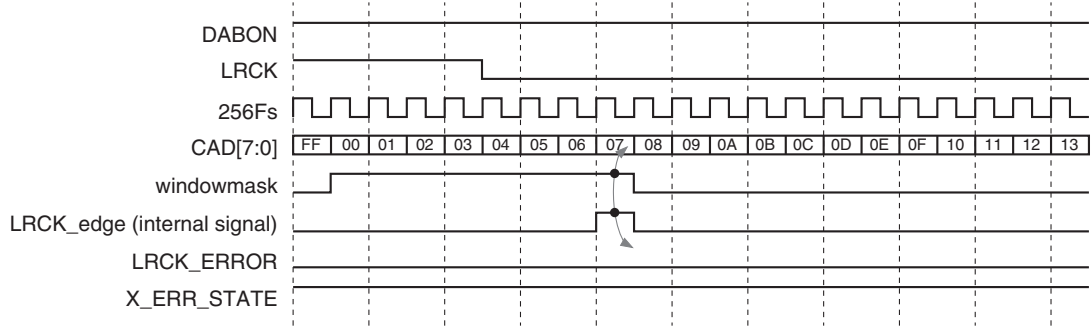 DABON
LRCK
256Fs
CAD[7:0] FF 00 01 02 03 04 05 06 07 08 09 0A 0B 0C 0D 0E 0F 10 11 12 13
windowmask
LRCK_edge (internal signal)
LRCK_ERROR
X_ERR_STATE